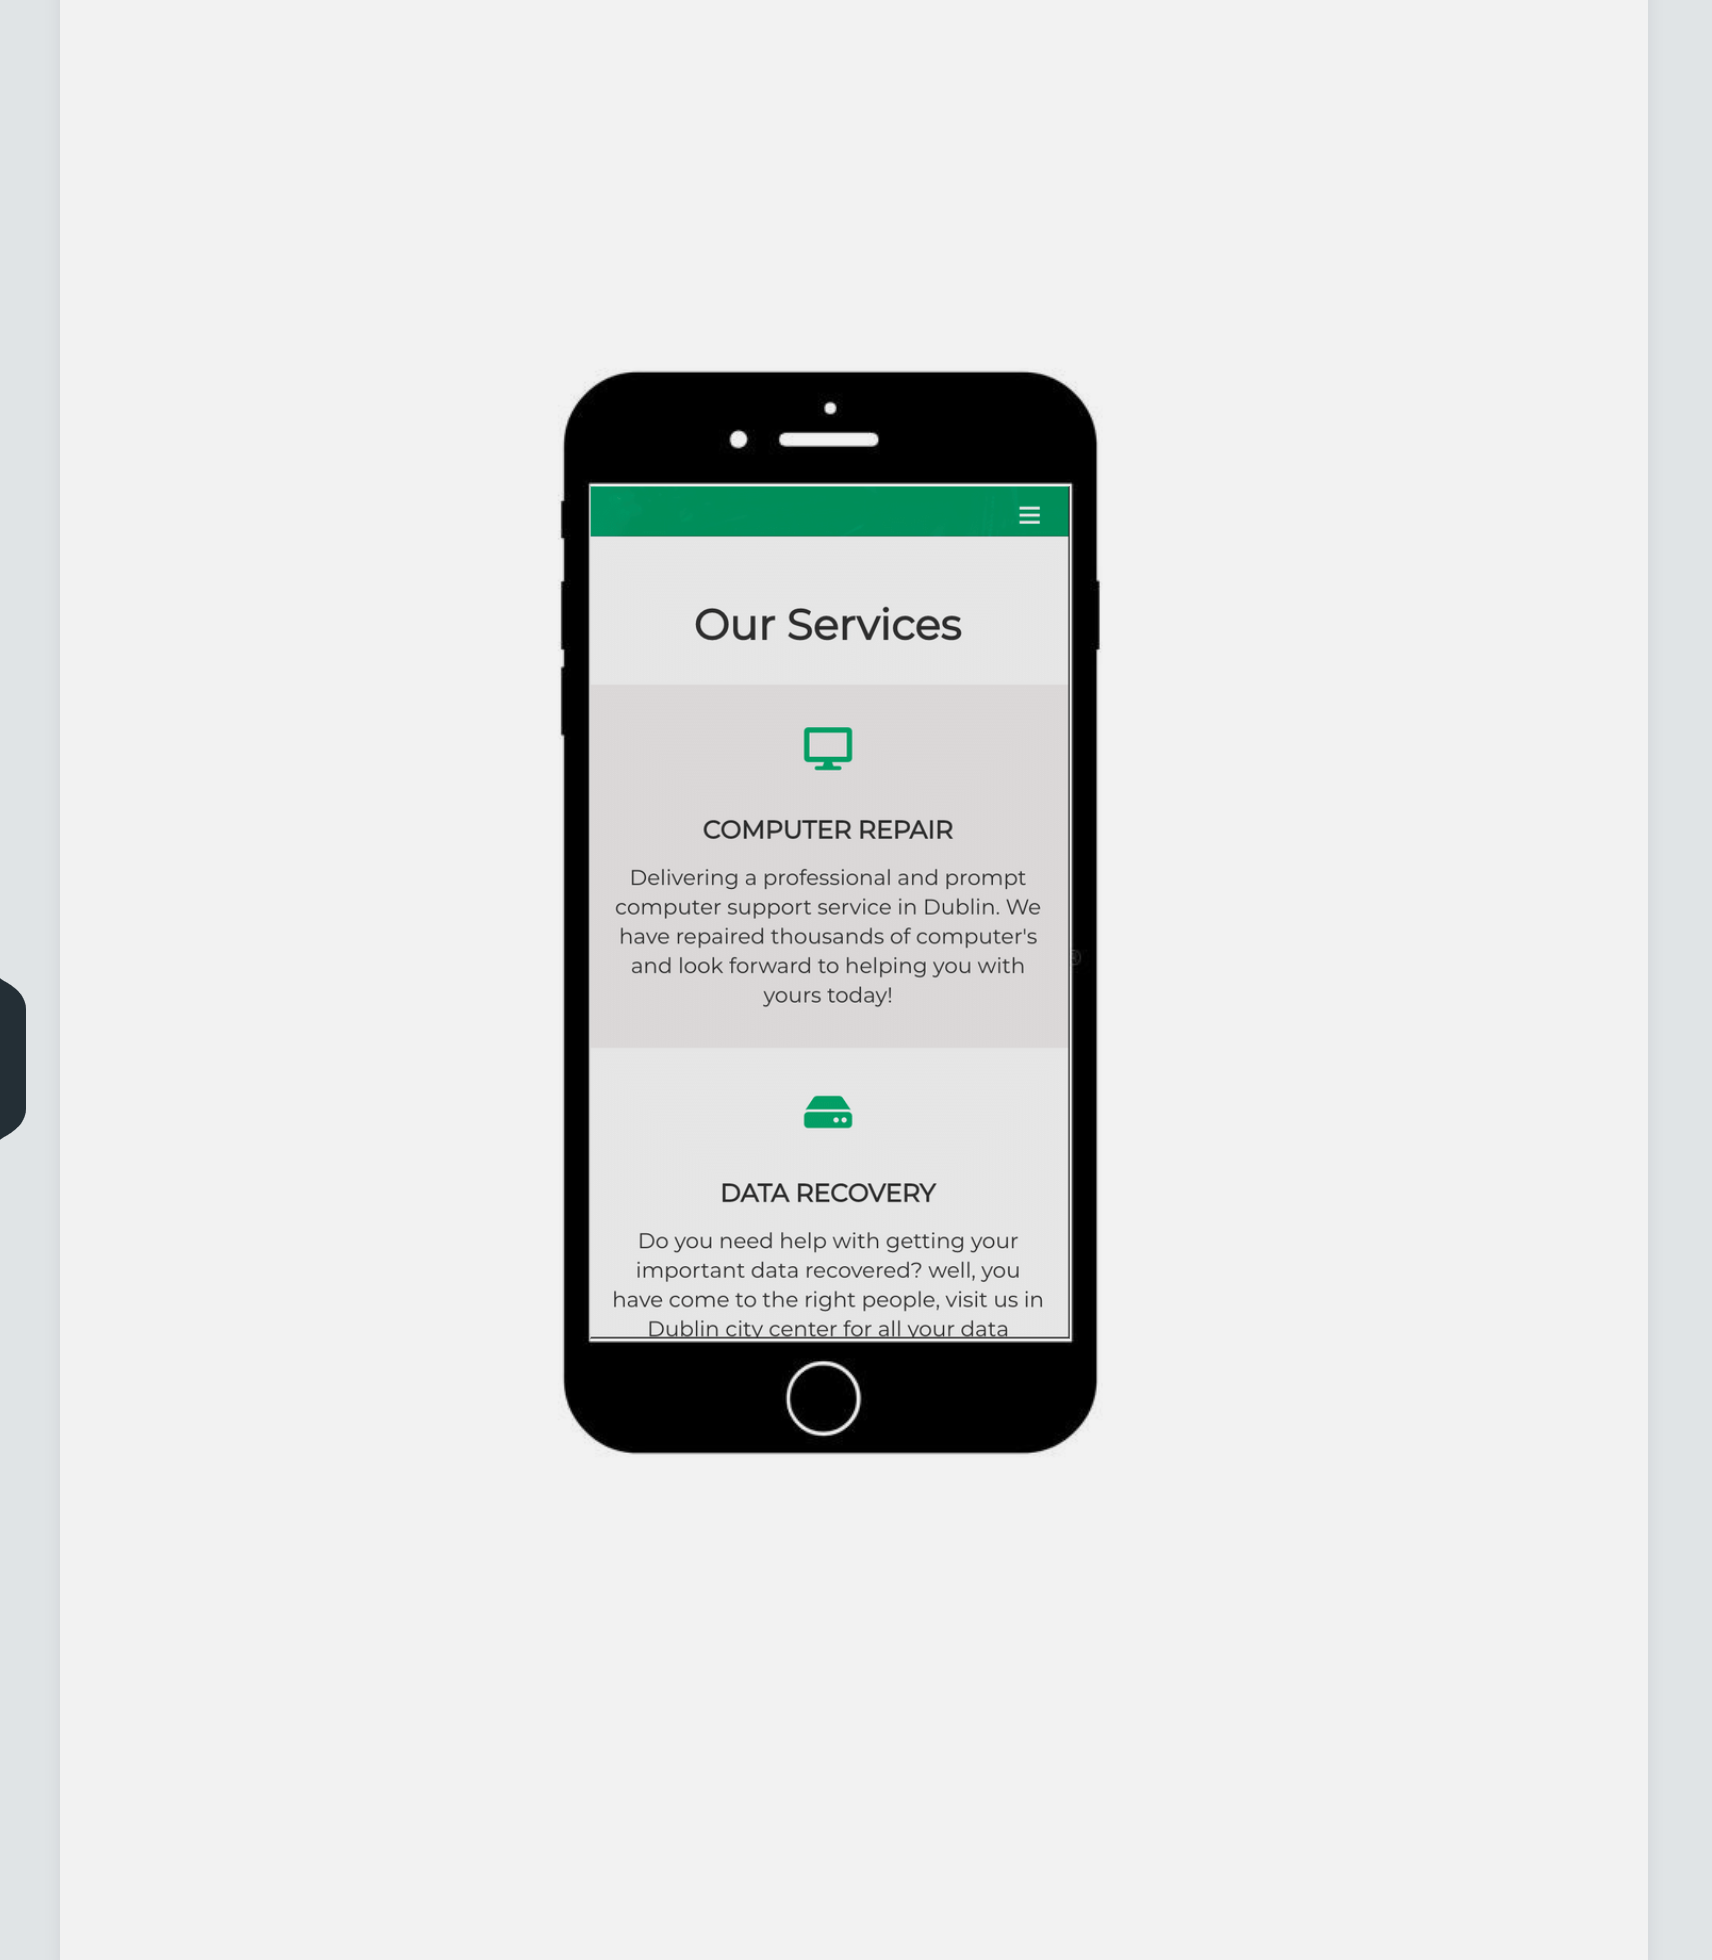 Our Services
COMPUTER REPAIR
Delivering a professional and prompt
computer support service in Dublin. We
have repaired thousands of computer's
and look forward to helping you with
yours today!
DATA RECOVERY
Do you need help with getting your
important data recovered? well, you
have come to the right people, visit us in
Dublin city center for all your data